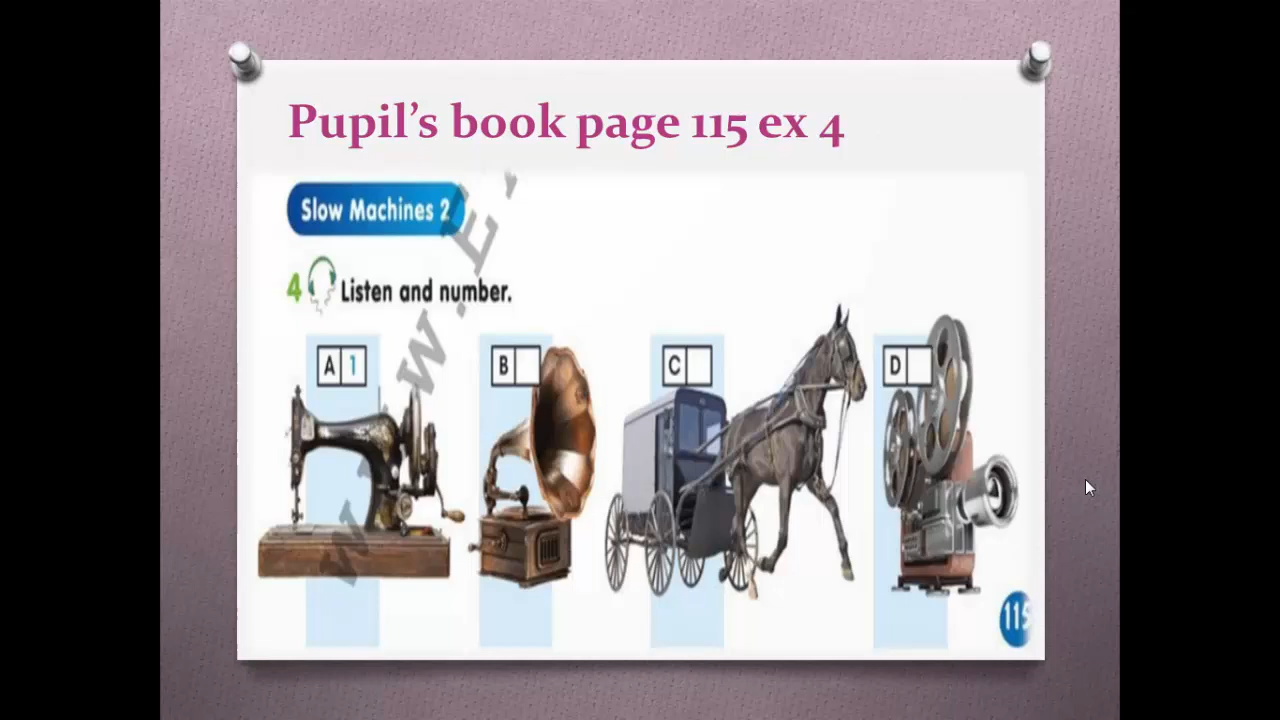 Pupil's book page 115 ex 4
Slow Machines 2
4 Listen and number.
A 1 B C D
115